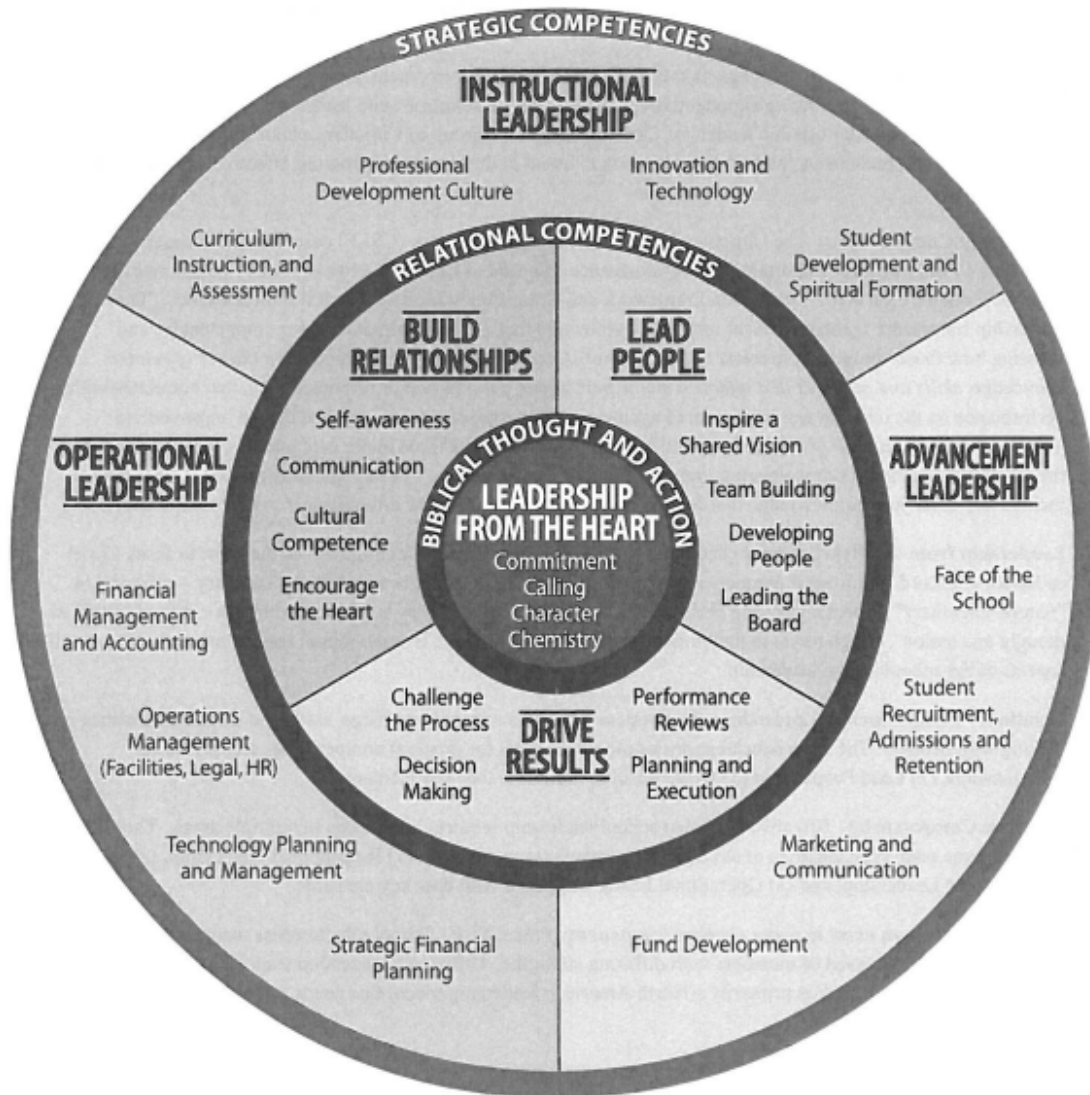 STRATEGIC COMPETENCIES
INSTRUCTIONAL
LEADERSHIP
Professional
Development Culture
Innovation and
Technology
Curriculum,
Instruction, and
Assessment
Student
Development and
Spiritual Formation
RELATIONAL COMPETENCIES
BUILD
RELATIONSHIPS
Self-awareness
Communication
Cultural
Competence
Encourage
the Heart
LEAD
PEOPLE
Inspire a
Shared Vision
Team Building
Developing
People
Leading the
Board
BIBLICAL THOUGHT AND ACTION
LEADERSHIP
FROM THE HEART
Commitment
Calling
Character
Chemistry
DRIVE
RESULTS
Challenge
the Process
Decision
Making
Performance
Reviews
Planning and
Execution
OPERATIONAL
LEADERSHIP
Financial
Management
and Accounting
Operations
Management
(Facilities, Legal, HR)
Technology Planning
and Management
Strategic Financial
Planning
ADVANCEMENT
LEADERSHIP
Face of the
School
Student
Recruitment,
Admissions and
Retention
Marketing and
Communication
Fund Development